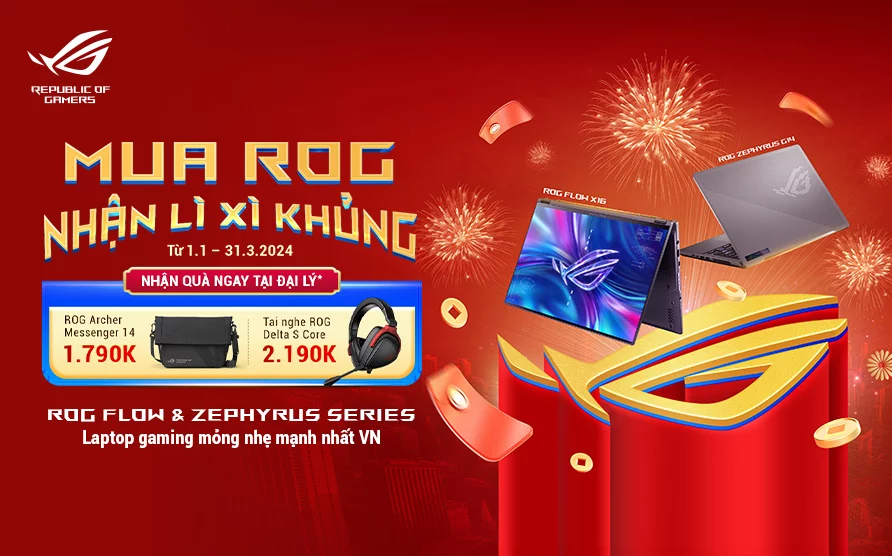 REPUBLIC OF
GAMERS
MUA ROG
NHẬN LÌ XÌ KHỦNG
Từ 1.1 – 31.3.2024
NHẬN QUÀ NGAY TẠI ĐẠI LÝ*
ROG Archer
Messenger 14
1.790K
Tai nghe ROG
Delta S Core
2.190K
ROG FLOW & ZEPHYRUS SERIES
Laptop gaming mỏng nhẹ mạnh nhất VN
ROG FLOW X16
ROG ZEPHYRUS G14